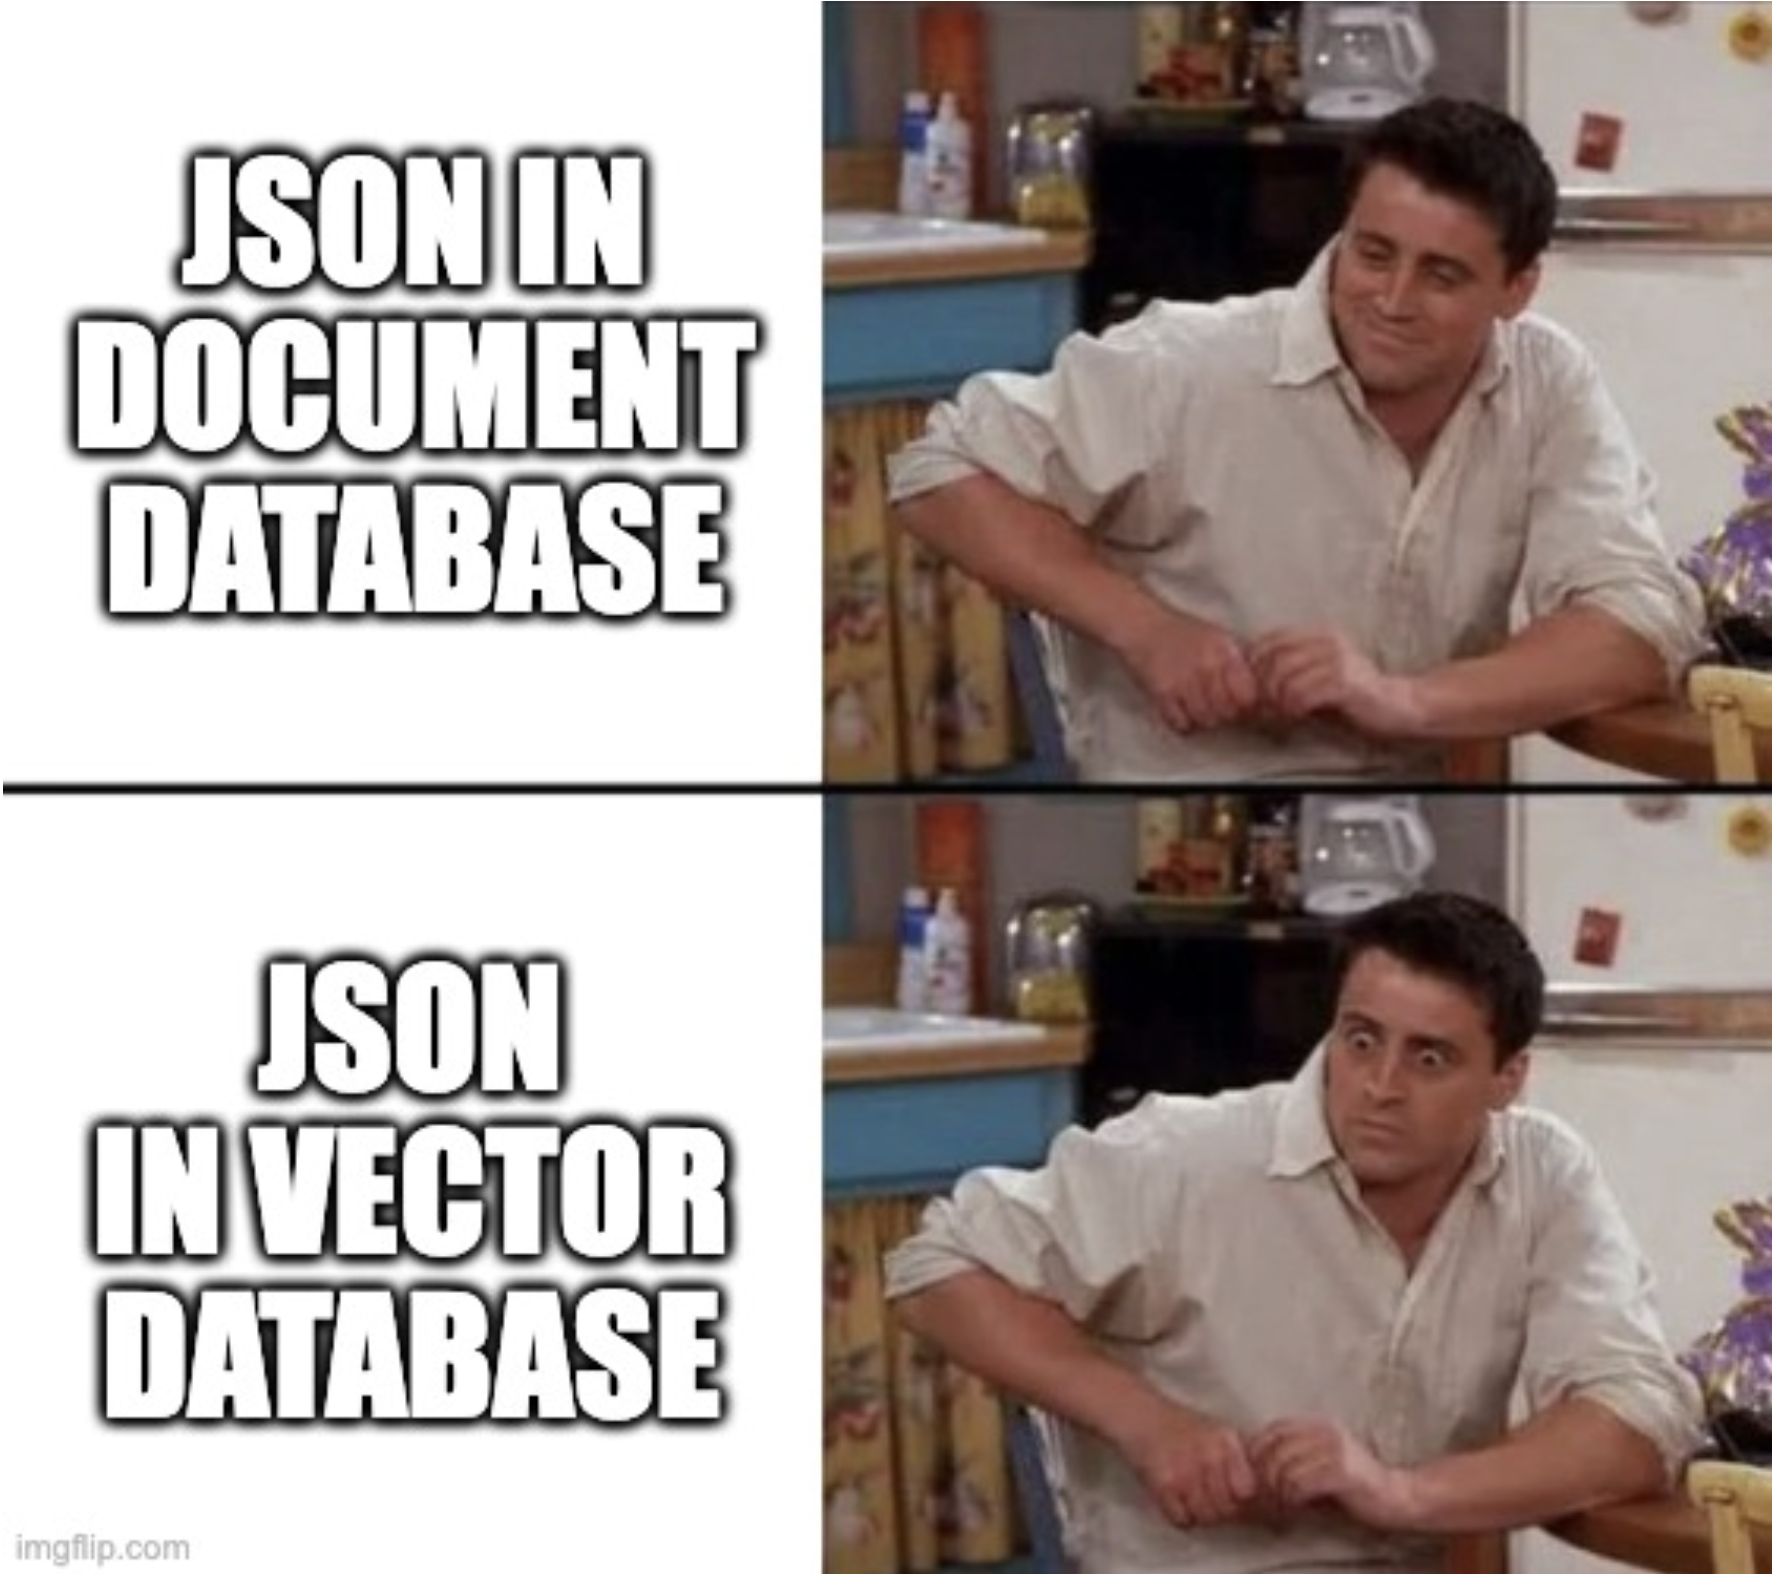 JSON IN
DOCUMENT
DATABASE
JSON
IN VECTOR
DATABASE
imgflip.com